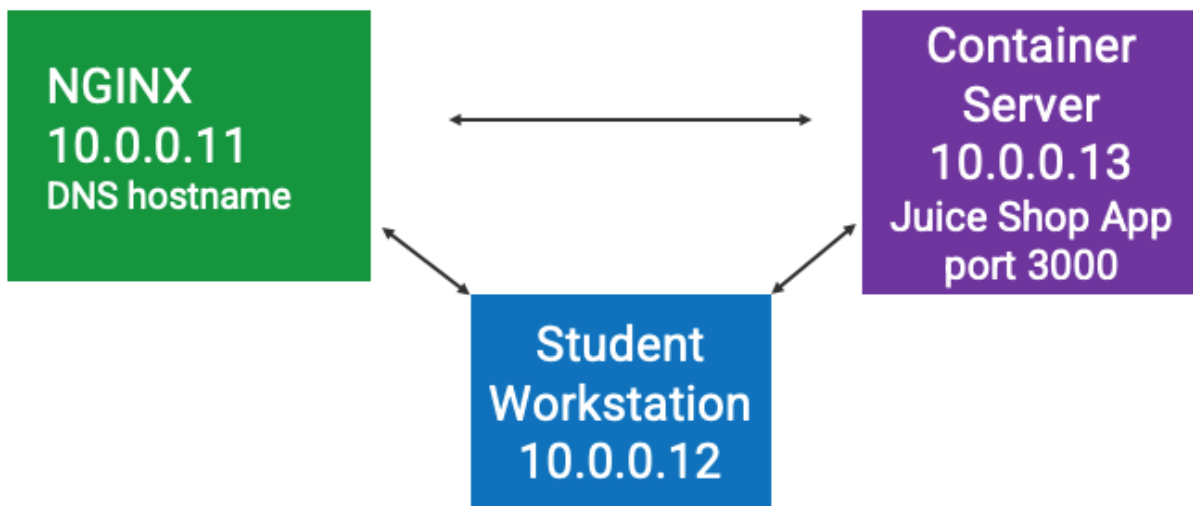 NGINX
10.0.0.11
DNS hostname
Container
Server
10.0.0.13
Juice Shop App
port 3000
Student
Workstation
10.0.0.12